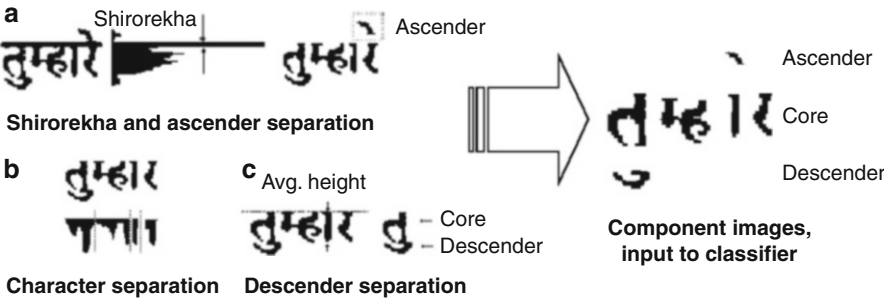 a
Shirorekha
तुम्हारे
Ascender
तुम्हार
Shirorekha and ascender separation
b
तुम्हार
Character separation
c
Avg. height
तुम्हार
तु
Core
Descender
Descender separation
Ascender
तु म्ह ा र
Core
Descender
Component images,
input to classifier